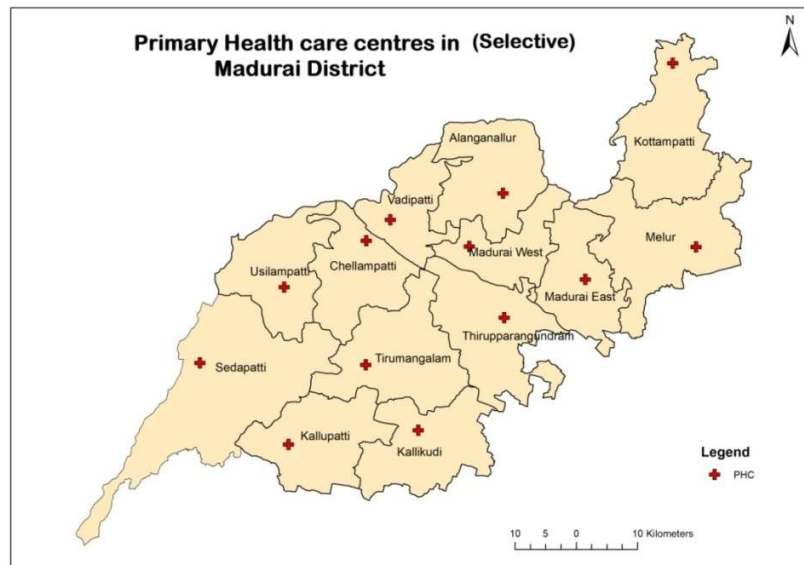 N
Primary Health care centres in (Selective)
Madurai District
Alanganallur
Kottampatti
Vadipatti
Melur
Madurai West
Chellampatti
Usilampatti
Madurai East
Thirupparangundram
Tirumangalam
Sedapatti
Kallupatti
Kallikudi
Legend
PHC
10 5 0 10 Kilometers